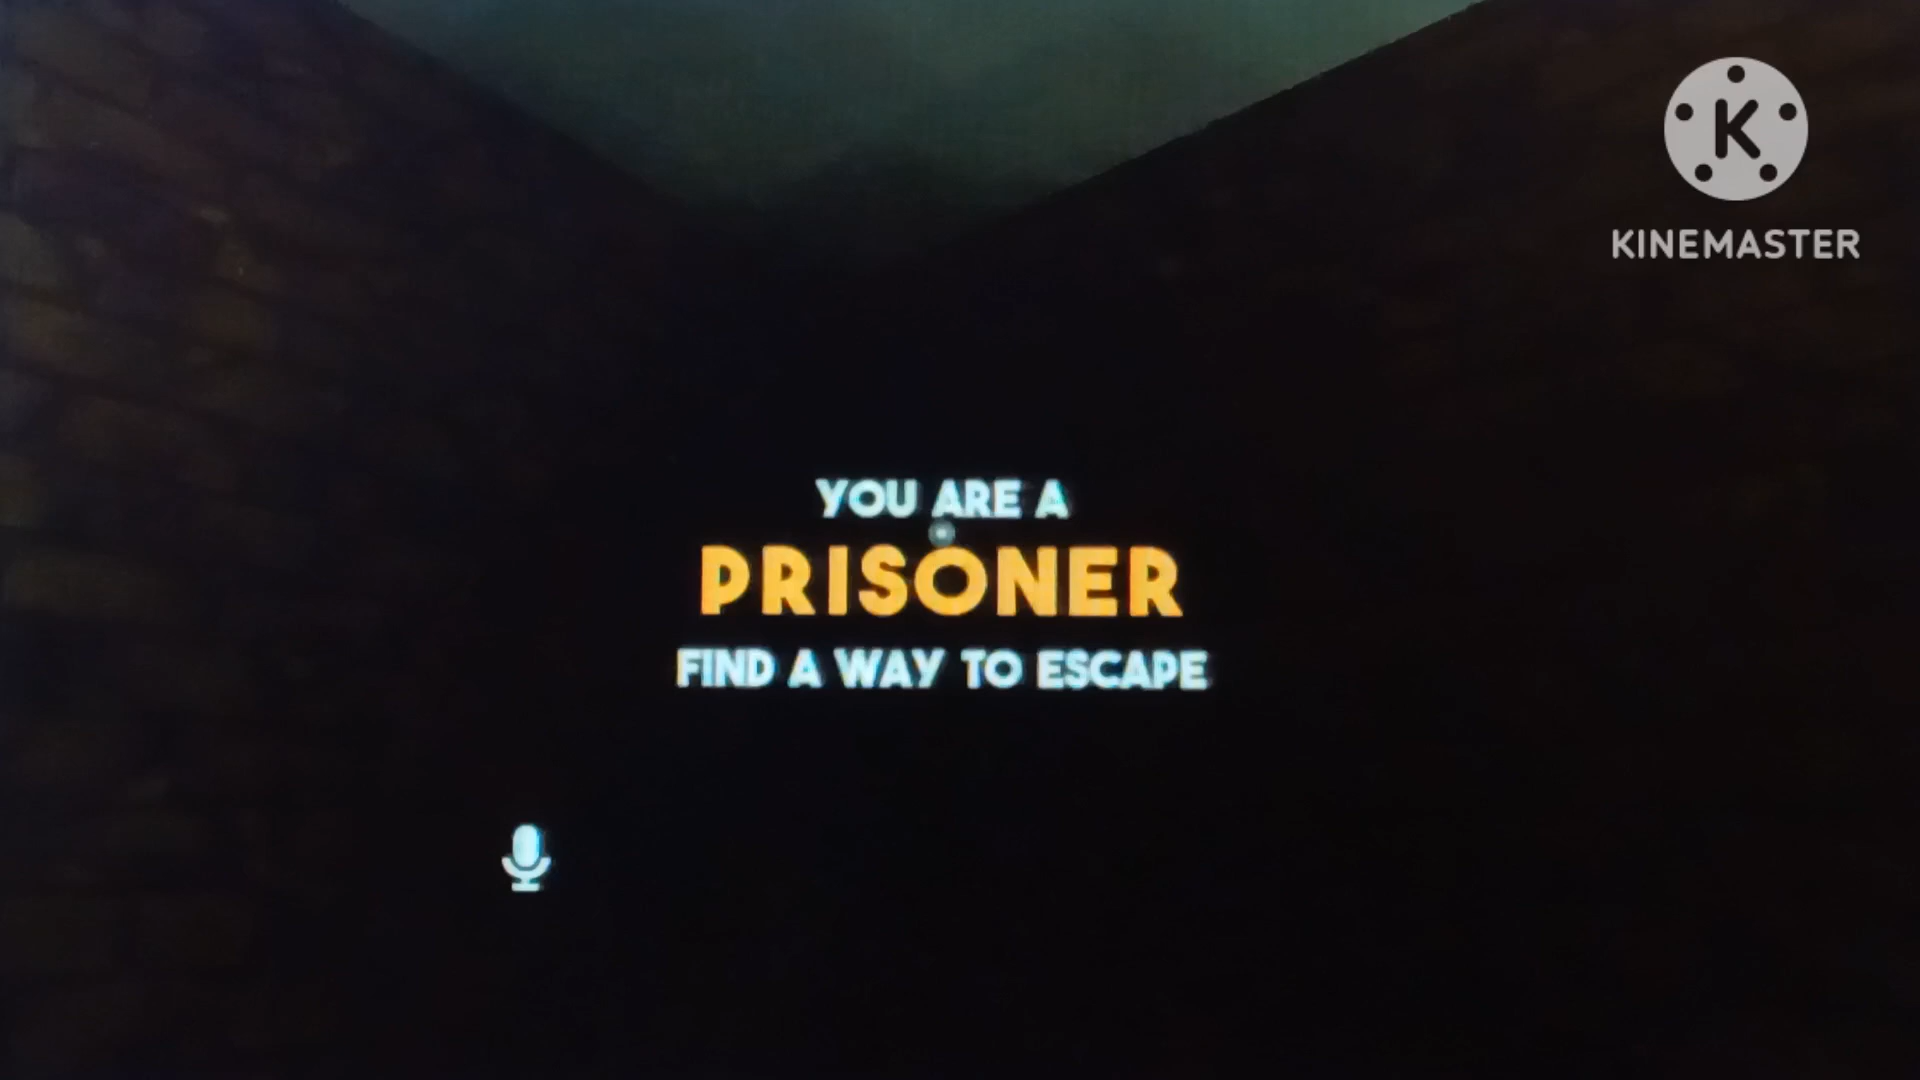 KINEMASTER
YOU ARE A
PRISONER
FIND A WAY TO ESCAPE